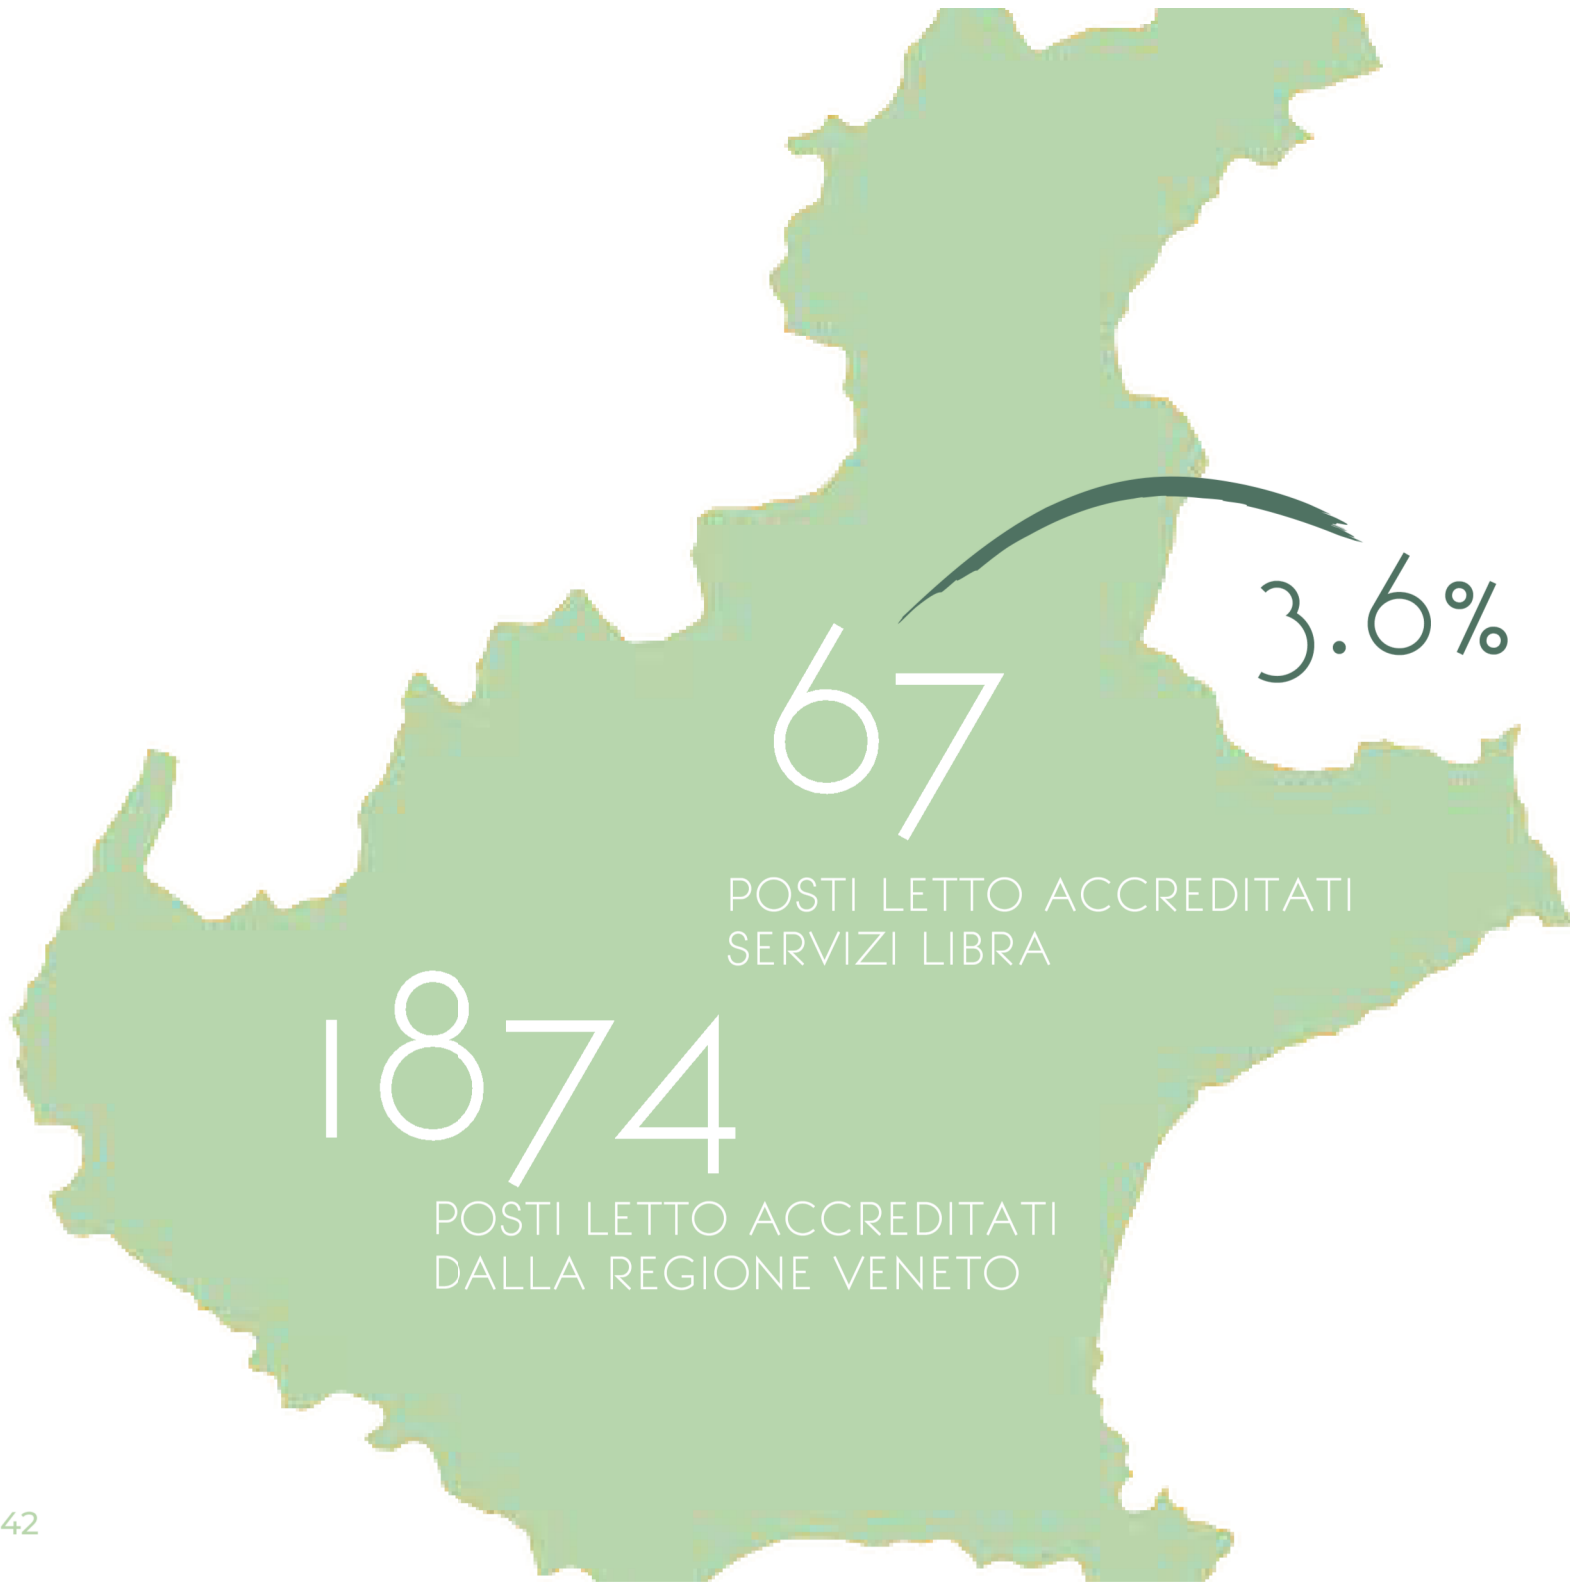 3.6%
67
POSTI LETTO ACCREDITATI
SERVIZI LIBRA
1874
POSTI LETTO ACCREDITATI
DALLA REGIONE VENETO
42